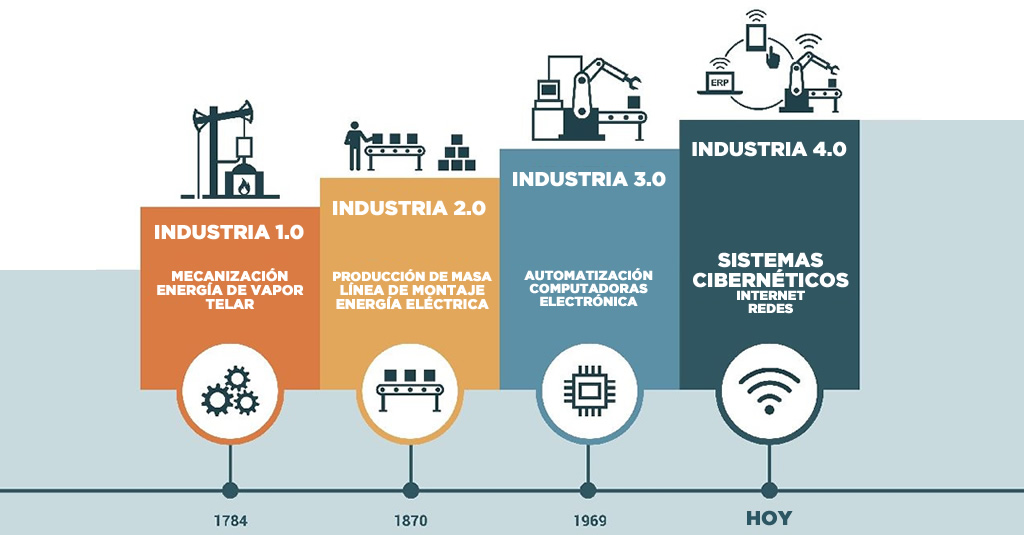 ERP
INDUSTRIA 1.0
MECANIZACIÓN
ENERGÍA DE VAPOR
TELAR
INDUSTRIA 2.0
PRODUCCIÓN DE MASA
LÍNEA DE MONTAJE
ENERGÍA ELÉCTRICA
INDUSTRIA 3.0
AUTOMATIZACIÓN
COMPUTADORAS
ELECTRÓNICA
INDUSTRIA 4.0
SISTEMAS
CIBERNÉTICOS
INTERNET
REDES
1784
1870
1969
HOY